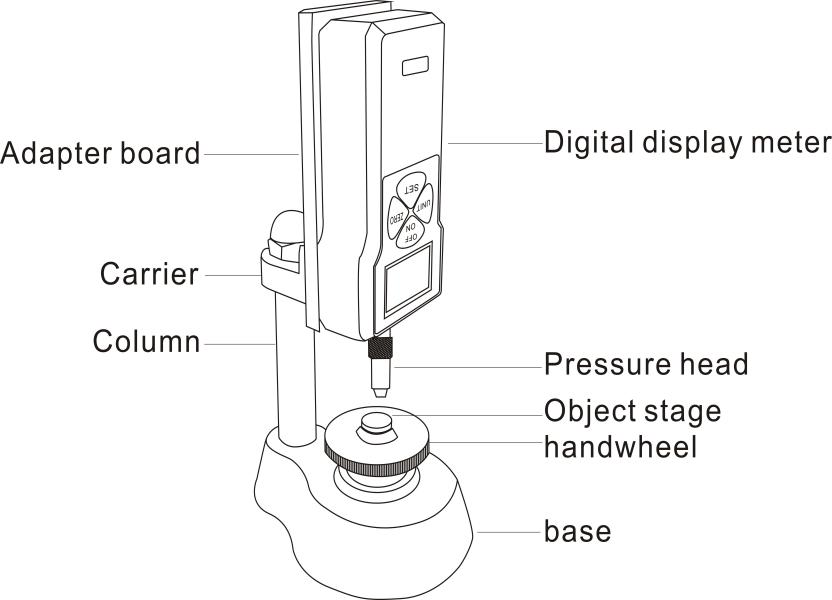 Digital display meter
Adapter board
SET
UNIT
ZERO
ON
OFF
Carrier
Column
Pressure head
Object stage
handwheel
base